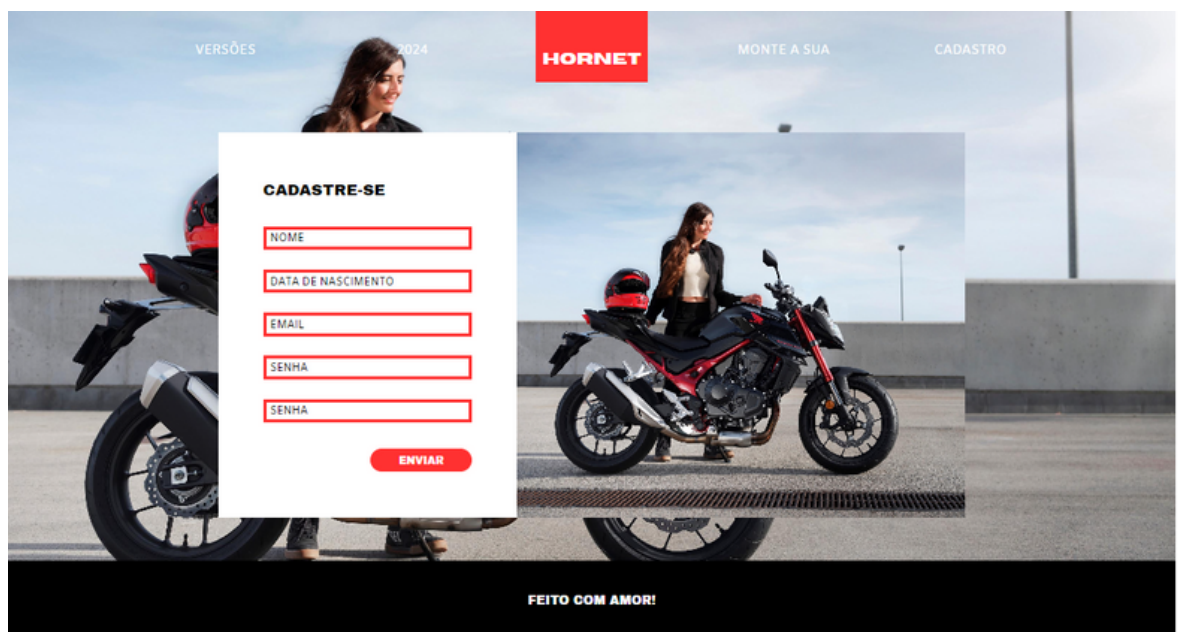 VERSÕES
2024
HORNET
MONTE A SUA
CADASTRO
CADASTRE-SE
NOME
DATA DE NASCIMENTO
EMAIL
SENHA
SENHA
ENVIAR
FEITO COM AMOR!